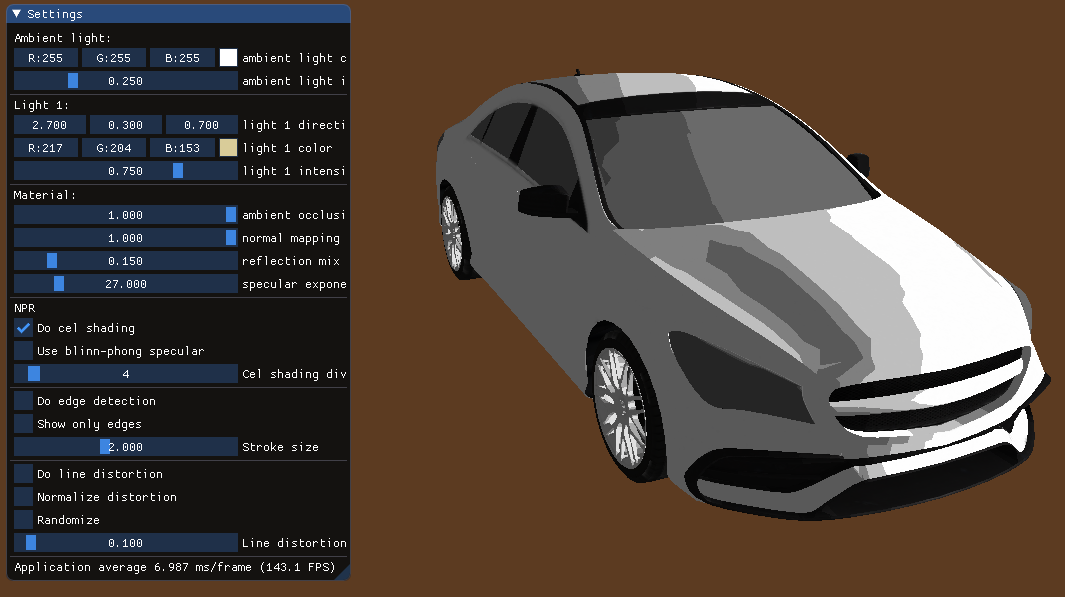 Settings
Ambient light:
R:255 G:255 B:255 ambient light c
0.250 ambient light i
Light 1:
2.700 0.300 0.700 light 1 directi
R:217 G:204 B:153 light 1 color
0.750 light 1 intensi
Material:
1.000 ambient occlusi
1.000 normal mapping
0.150 reflection mix
27.000 specular expone
NPR
Do cel shading
Use blinn-phong specular
4 Cel shading div
Do edge detection
Show only edges
2.000 Stroke size
Do line distortion
Normalize distortion
Randomize
0.100 Line distortion
Application average 6.987 ms/frame (143.1 FPS)